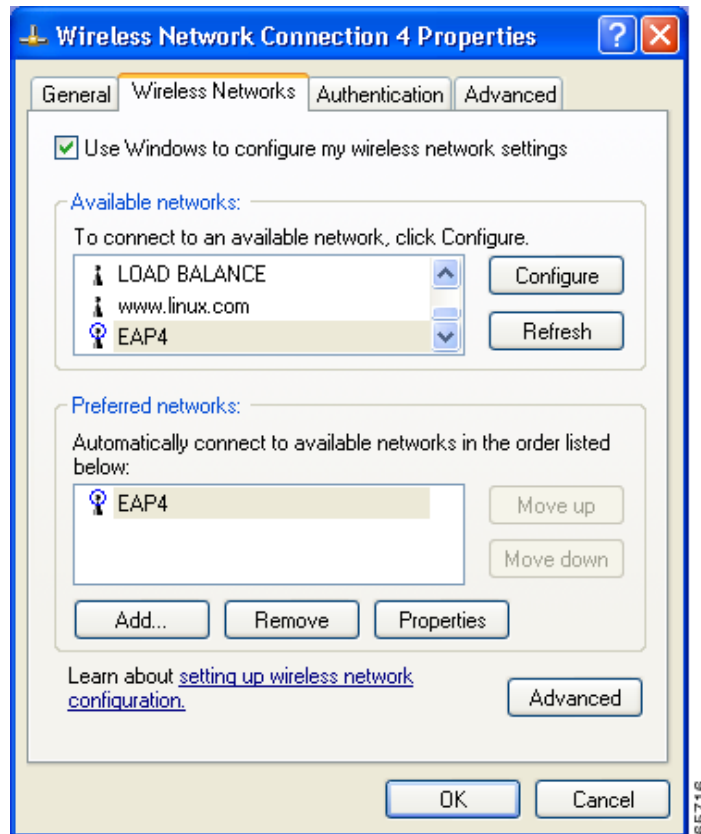 Wireless Network Connection 4 Properties
General Wireless Networks Authentication Advanced
Use Windows to configure my wireless network settings
Available networks:
To connect to an available network, click Configure.
LOAD BALANCE
www.linux.com
EAP4
Configure
Refresh
Preferred networks:
Automatically connect to available networks in the order listed
below:
EAP4
Move up
Move down
Add... Remove Properties
Learn about setting up wireless network
configuration.
Advanced
OK Cancel
65716